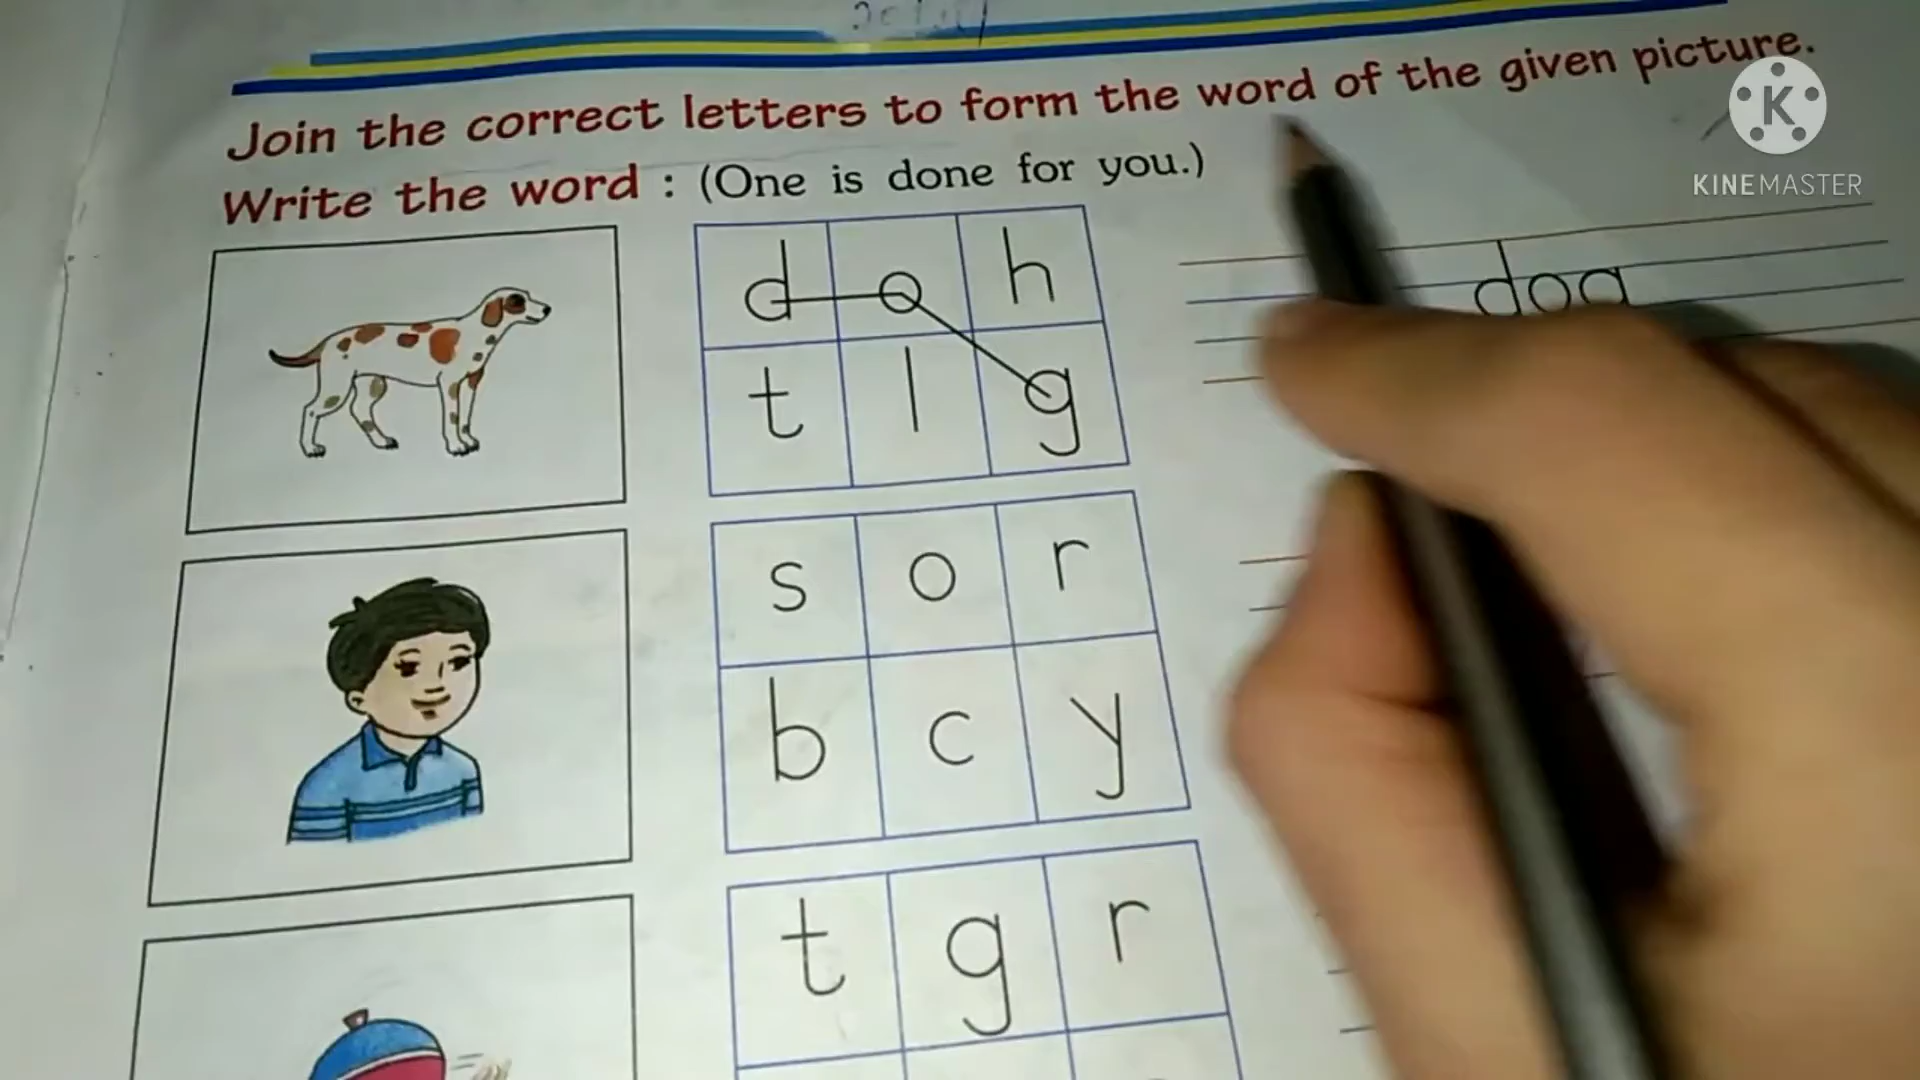 Join the correct letters to form the word of the given picture.
Write the word : (One is done for you.)
d o h
t l g
dog
s o r
b c y
t g r
KINEMASTER